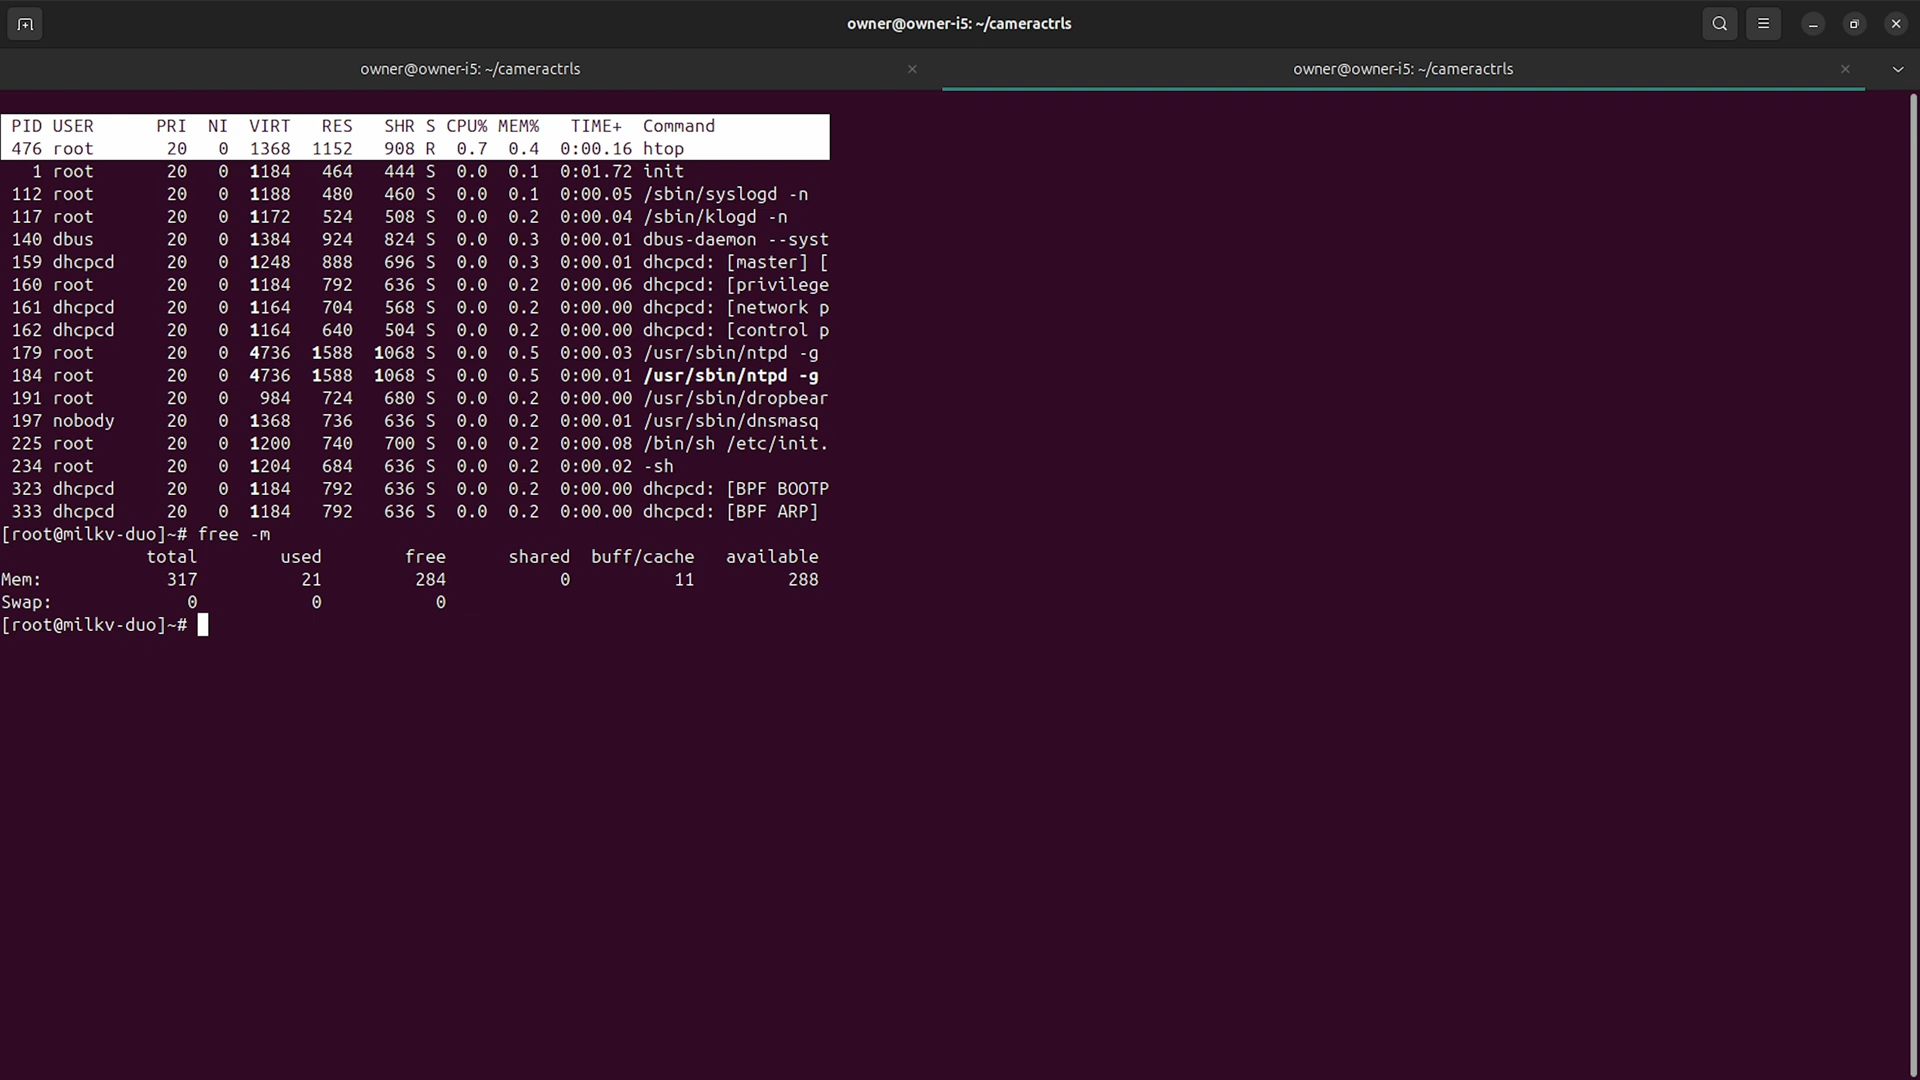 owner@owner-i5: ~/cameractrls
owner@owner-i5: ~/cameractrls
owner@owner-i5: ~/cameractrls
PID USER PRI NI VIRT RES SHR S CPU% MEM% TIME+ Command
476 root 20 0 1368 1152 908 R 0.7 0.4 0:00.16 htop
1 root 20 0 1184 464 444 S 0.0 0.1 0:01.72 init
112 root 20 0 1188 480 460 S 0.0 0.1 0:00.05 /sbin/syslogd -n
117 root 20 0 1172 524 508 S 0.0 0.2 0:00.04 /sbin/klogd -n
140 dbus 20 0 1384 924 824 S 0.0 0.3 0:00.01 dbus-daemon --syst
159 dhcpcd 20 0 1248 888 696 S 0.0 0.3 0:00.01 dhcpcd: [master] [
160 root 20 0 1184 792 636 S 0.0 0.2 0:00.06 dhcpcd: [privilege
161 dhcpcd 20 0 1164 704 568 S 0.0 0.2 0:00.00 dhcpcd: [network p
162 dhcpcd 20 0 1164 640 504 S 0.0 0.2 0:00.00 dhcpcd: [control p
179 root 20 0 4736 1588 1068 S 0.0 0.5 0:00.03 /usr/sbin/ntpd -g
184 root 20 0 4736 1588 1068 S 0.0 0.5 0:00.01 /usr/sbin/ntpd -g
191 root 20 0 984 724 680 S 0.0 0.2 0:00.00 /usr/sbin/dropbear
197 nobody 20 0 1368 736 636 S 0.0 0.2 0:00.01 /usr/sbin/dnsmasq
225 root 20 0 1200 740 700 S 0.0 0.2 0:00.08 /bin/sh /etc/init.
234 root 20 0 1204 684 636 S 0.0 0.2 0:00.02 -sh
323 dhcpcd 20 0 1184 792 636 S 0.0 0.2 0:00.00 dhcpcd: [BPF BOOTP
333 dhcpcd 20 0 1184 792 636 S 0.0 0.2 0:00.00 dhcpcd: [BPF ARP]
[root@milkv-duo]~# free -m
total used free shared buff/cache available
Mem: 317 21 284 0 11 288
Swap: 0 0 0
[root@milkv-duo]~#